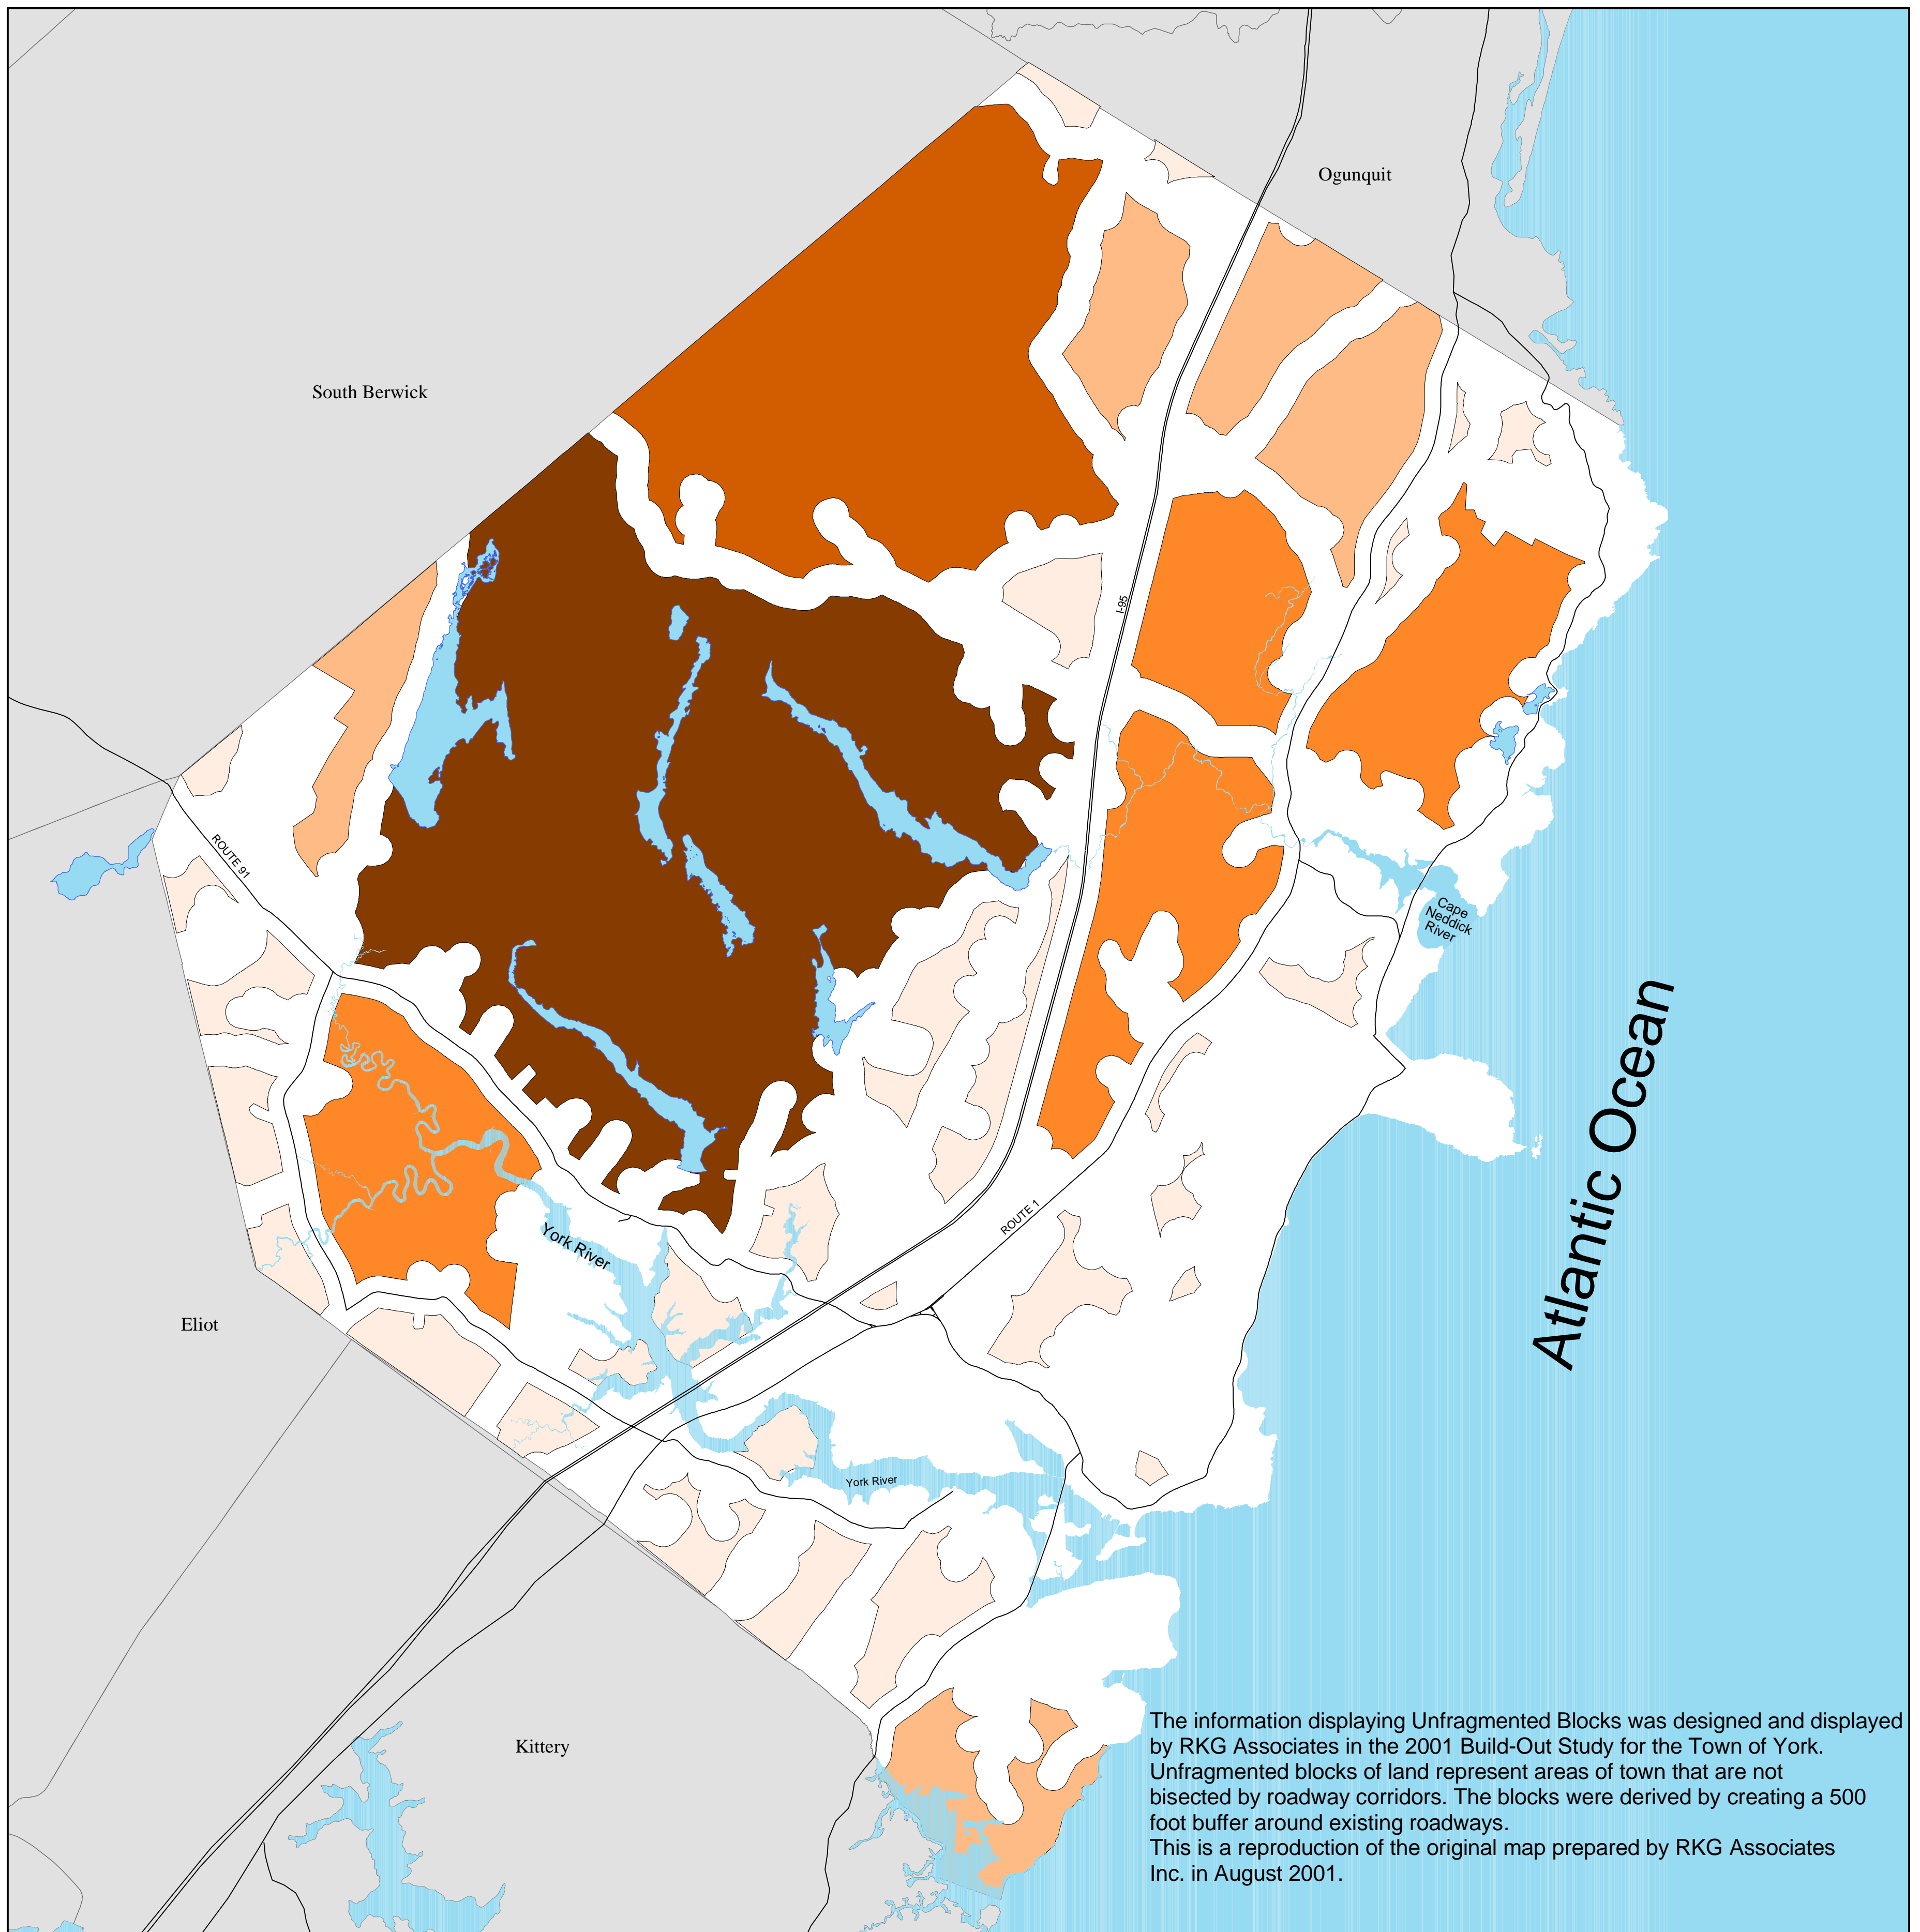 Ogunquit
South Berwick
I-95
ROUTE 91
Cape
Neddick
River
Atlantic Ocean
ROUTE 1
York River
Eliot
York River
Kittery
The information displaying Unfragmented Blocks was designed and displayed
by RKG Associates in the 2001 Build-Out Study for the Town of York.
Unfragmented blocks of land represent areas of town that are not
bisected by roadway corridors. The blocks were derived by creating a 500
foot buffer around existing roadways.
This is a reproduction of the original map prepared by RKG Associates
Inc. in August 2001.